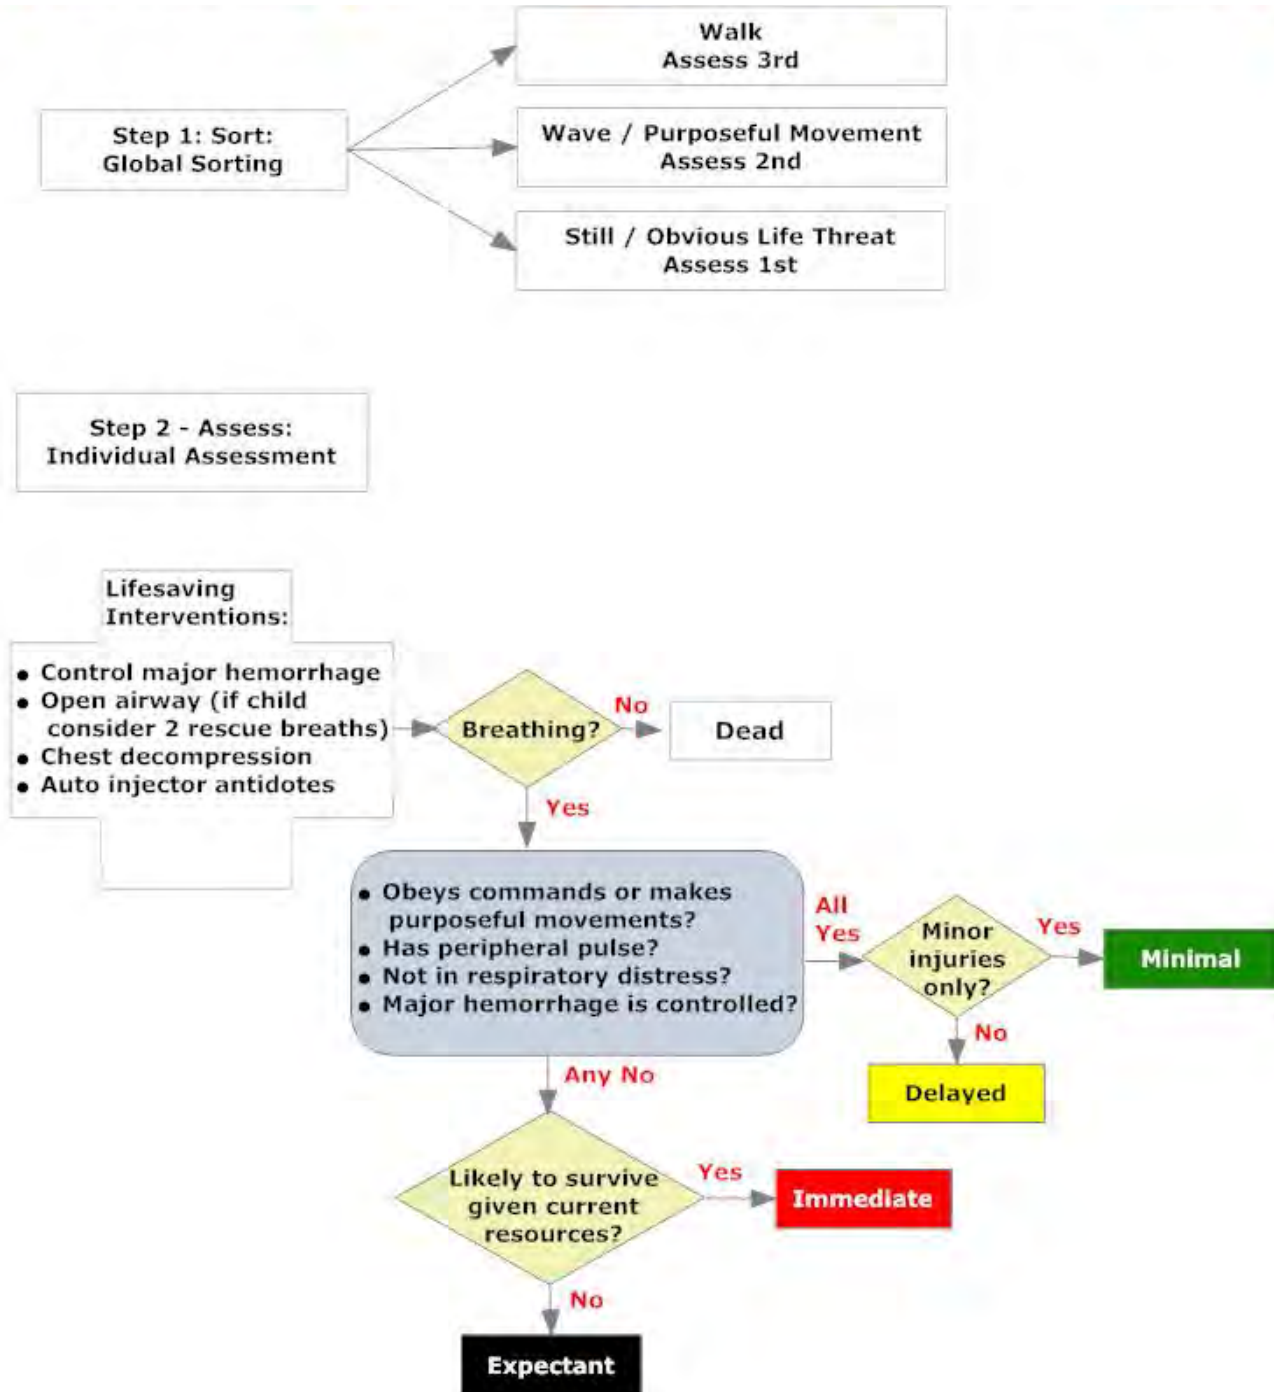 Walk
Assess 3rd
Step 1: Sort:
Global Sorting
Wave / Purposeful Movement
Assess 2nd
Still / Obvious Life Threat
Assess 1st
Step 2 - Assess:
Individual Assessment
Lifesaving
Interventions:
• Control major hemorrhage
• Open airway (if child
consider 2 rescue breaths)
• Chest decompression
• Auto injector antidotes
Breathing?
No
Dead
Yes
• Obeys commands or makes
purposeful movements?
• Has peripheral pulse?
• Not in respiratory distress?
• Major hemorrhage is controlled?
All
Yes
Minor
injuries
only?
Yes
Minimal
No
Delayed
Any No
Likely to survive
given current
resources?
Yes
Immediate
No
Expectant